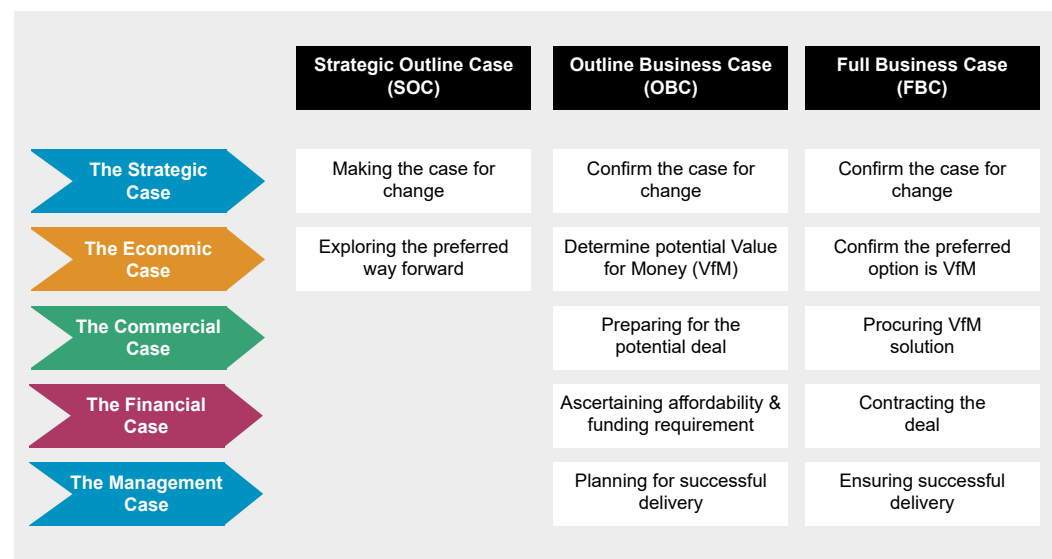 Strategic Outline Case
(SOC)
Outline Business Case
(OBC)
Full Business Case
(FBC)
The Strategic
Case
Making the case for
change
Confirm the case for
change
Confirm the case for
change
The Economic
Case
Exploring the preferred
way forward
Determine potential Value
for Money (VfM)
Confirm the preferred
option is VfM
The Commercial
Case
Preparing for the
potential deal
Procuring VfM
solution
The Financial
Case
Ascertaining affordability &
funding requirement
Contracting the
deal
The Management
Case
Planning for successful
delivery
Ensuring successful
delivery